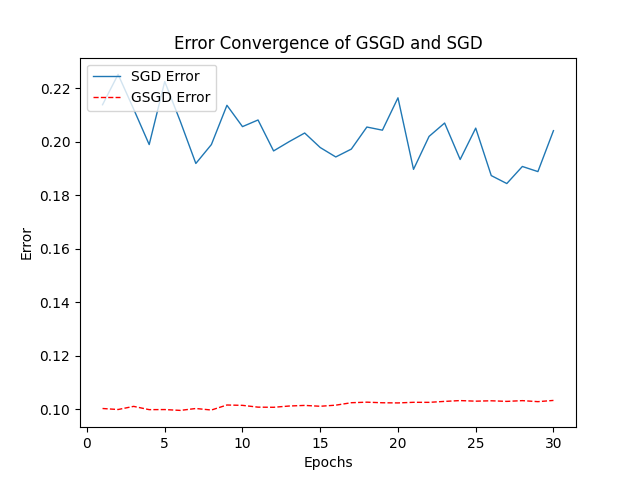 Error Convergence of GSGD and SGD
SGD Error
GSGD Error
0.22
0.20
0.18
0.16
0.14
0.12
0.10
Error
0 5 10 15 20 25 30
Epochs